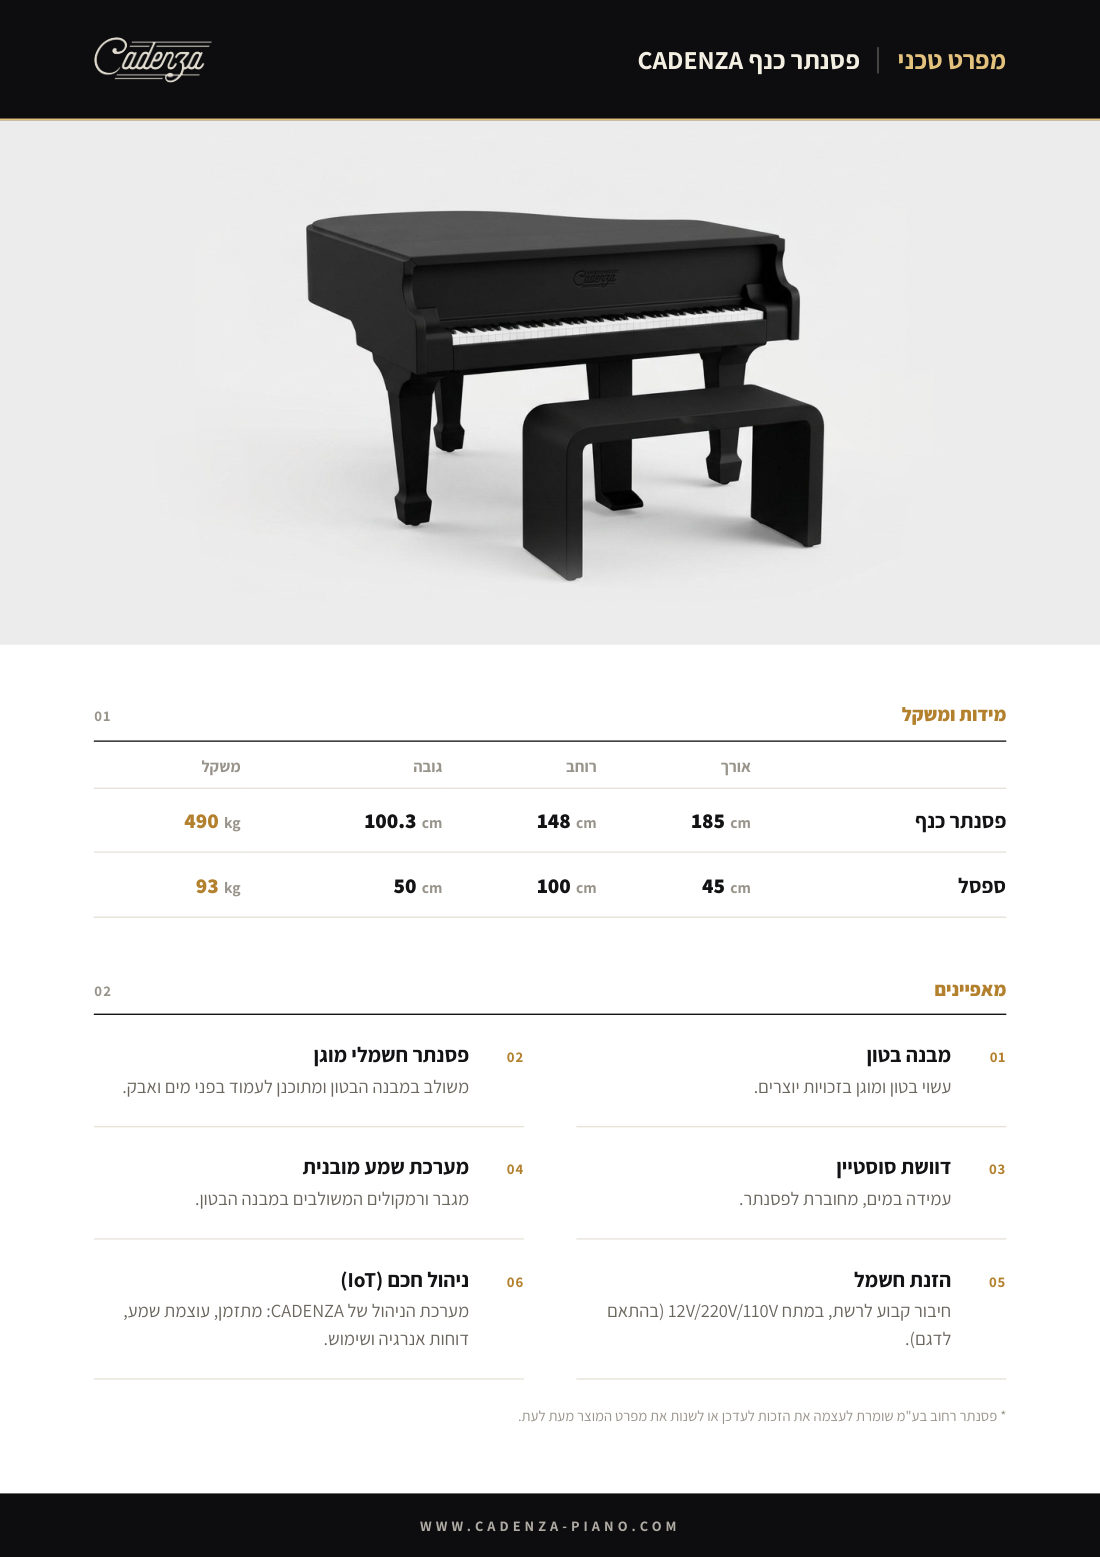 מפרט טכני | פסנתר כנף CADENZA
Cadenza
Cadenza
מידות ומשקל 01
אורך רוחב גובה משקל
פסנתר כנף 185 cm 148 cm 100.3 cm 490 kg
ספסל 45 cm 100 cm 50 cm 93 kg
מאפיינים 02
01 מבנה בטון
עשוי בטון ומוגן בזכויות יוצרים.
02 פסנתר חשמלי מוגן
משולב במבנה הבטון ומתוכנן לעמוד בפני מים ואבק.
03 דוושת סוסטיין
עמידה במים, מחוברת לפסנתר.
04 מערכת שמע מובנית
מגבר ורמקולים המשולבים במבנה הבטון.
05 הזנת חשמל
חיבור קבוע לרשת, במתח 12V/220V/110V (בהתאם
לדגם).
06 ניהול חכם (IoT)
מערכת הניהול של CADENZA: מתזמן, עוצמת שמע,
דוחות אנרגיה ושימוש.
* פסנתר רחוב בע"מ שומרת לעצמה את הזכות לעדכן או לשנות את מפרט המוצר מעת לעת.
WWW.CADENZA-PIANO.COM